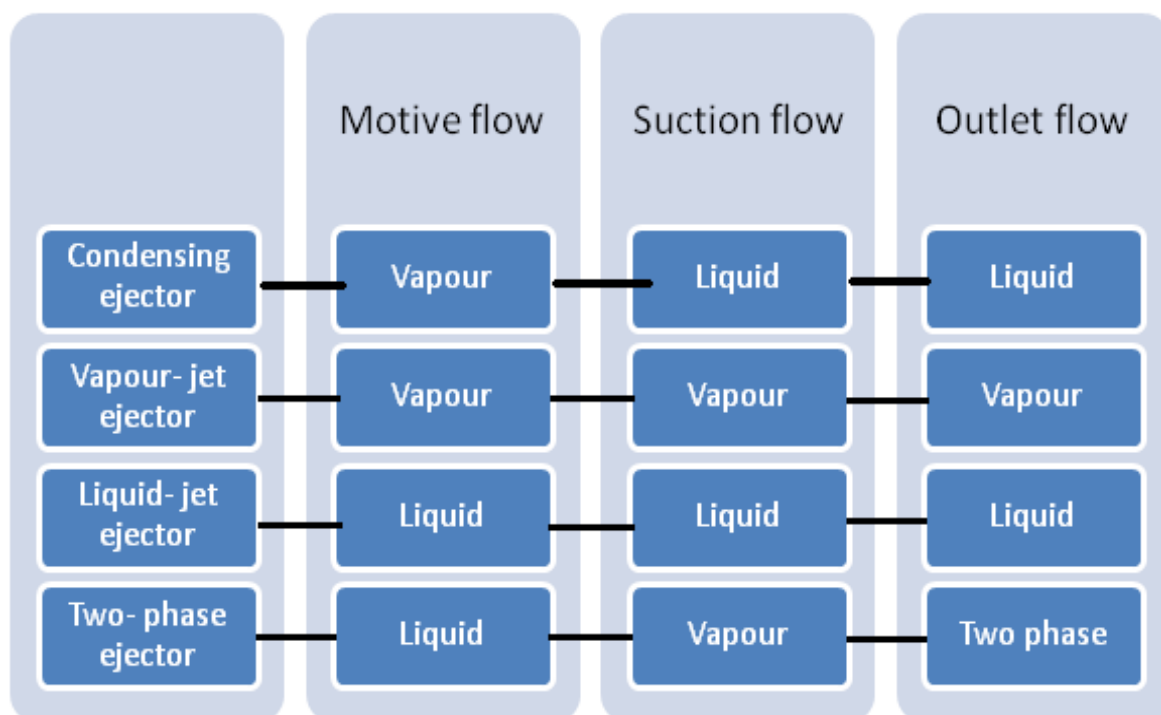 Motive flow
Suction flow
Outlet flow
Condensing
ejector
Vapour
Liquid
Liquid
Vapour- jet
ejector
Vapour
Vapour
Vapour
Liquid- jet
ejector
Liquid
Liquid
Liquid
Two- phase
ejector
Liquid
Vapour
Two phase